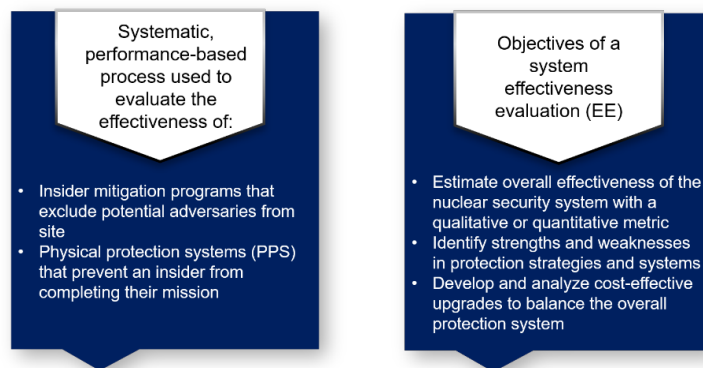 Systematic,
performance-based
process used to
evaluate the
effectiveness of:
• Insider mitigation programs that
exclude potential adversaries from
site
• Physical protection systems (PPS)
that prevent an insider from
completing their mission
Objectives of a
system
effectiveness
evaluation (EE)
• Estimate overall effectiveness of the
nuclear security system with a
qualitative or quantitative metric
• Identify strengths and weaknesses
in protection strategies and systems
• Develop and analyze cost-effective
upgrades to balance the overall
protection system